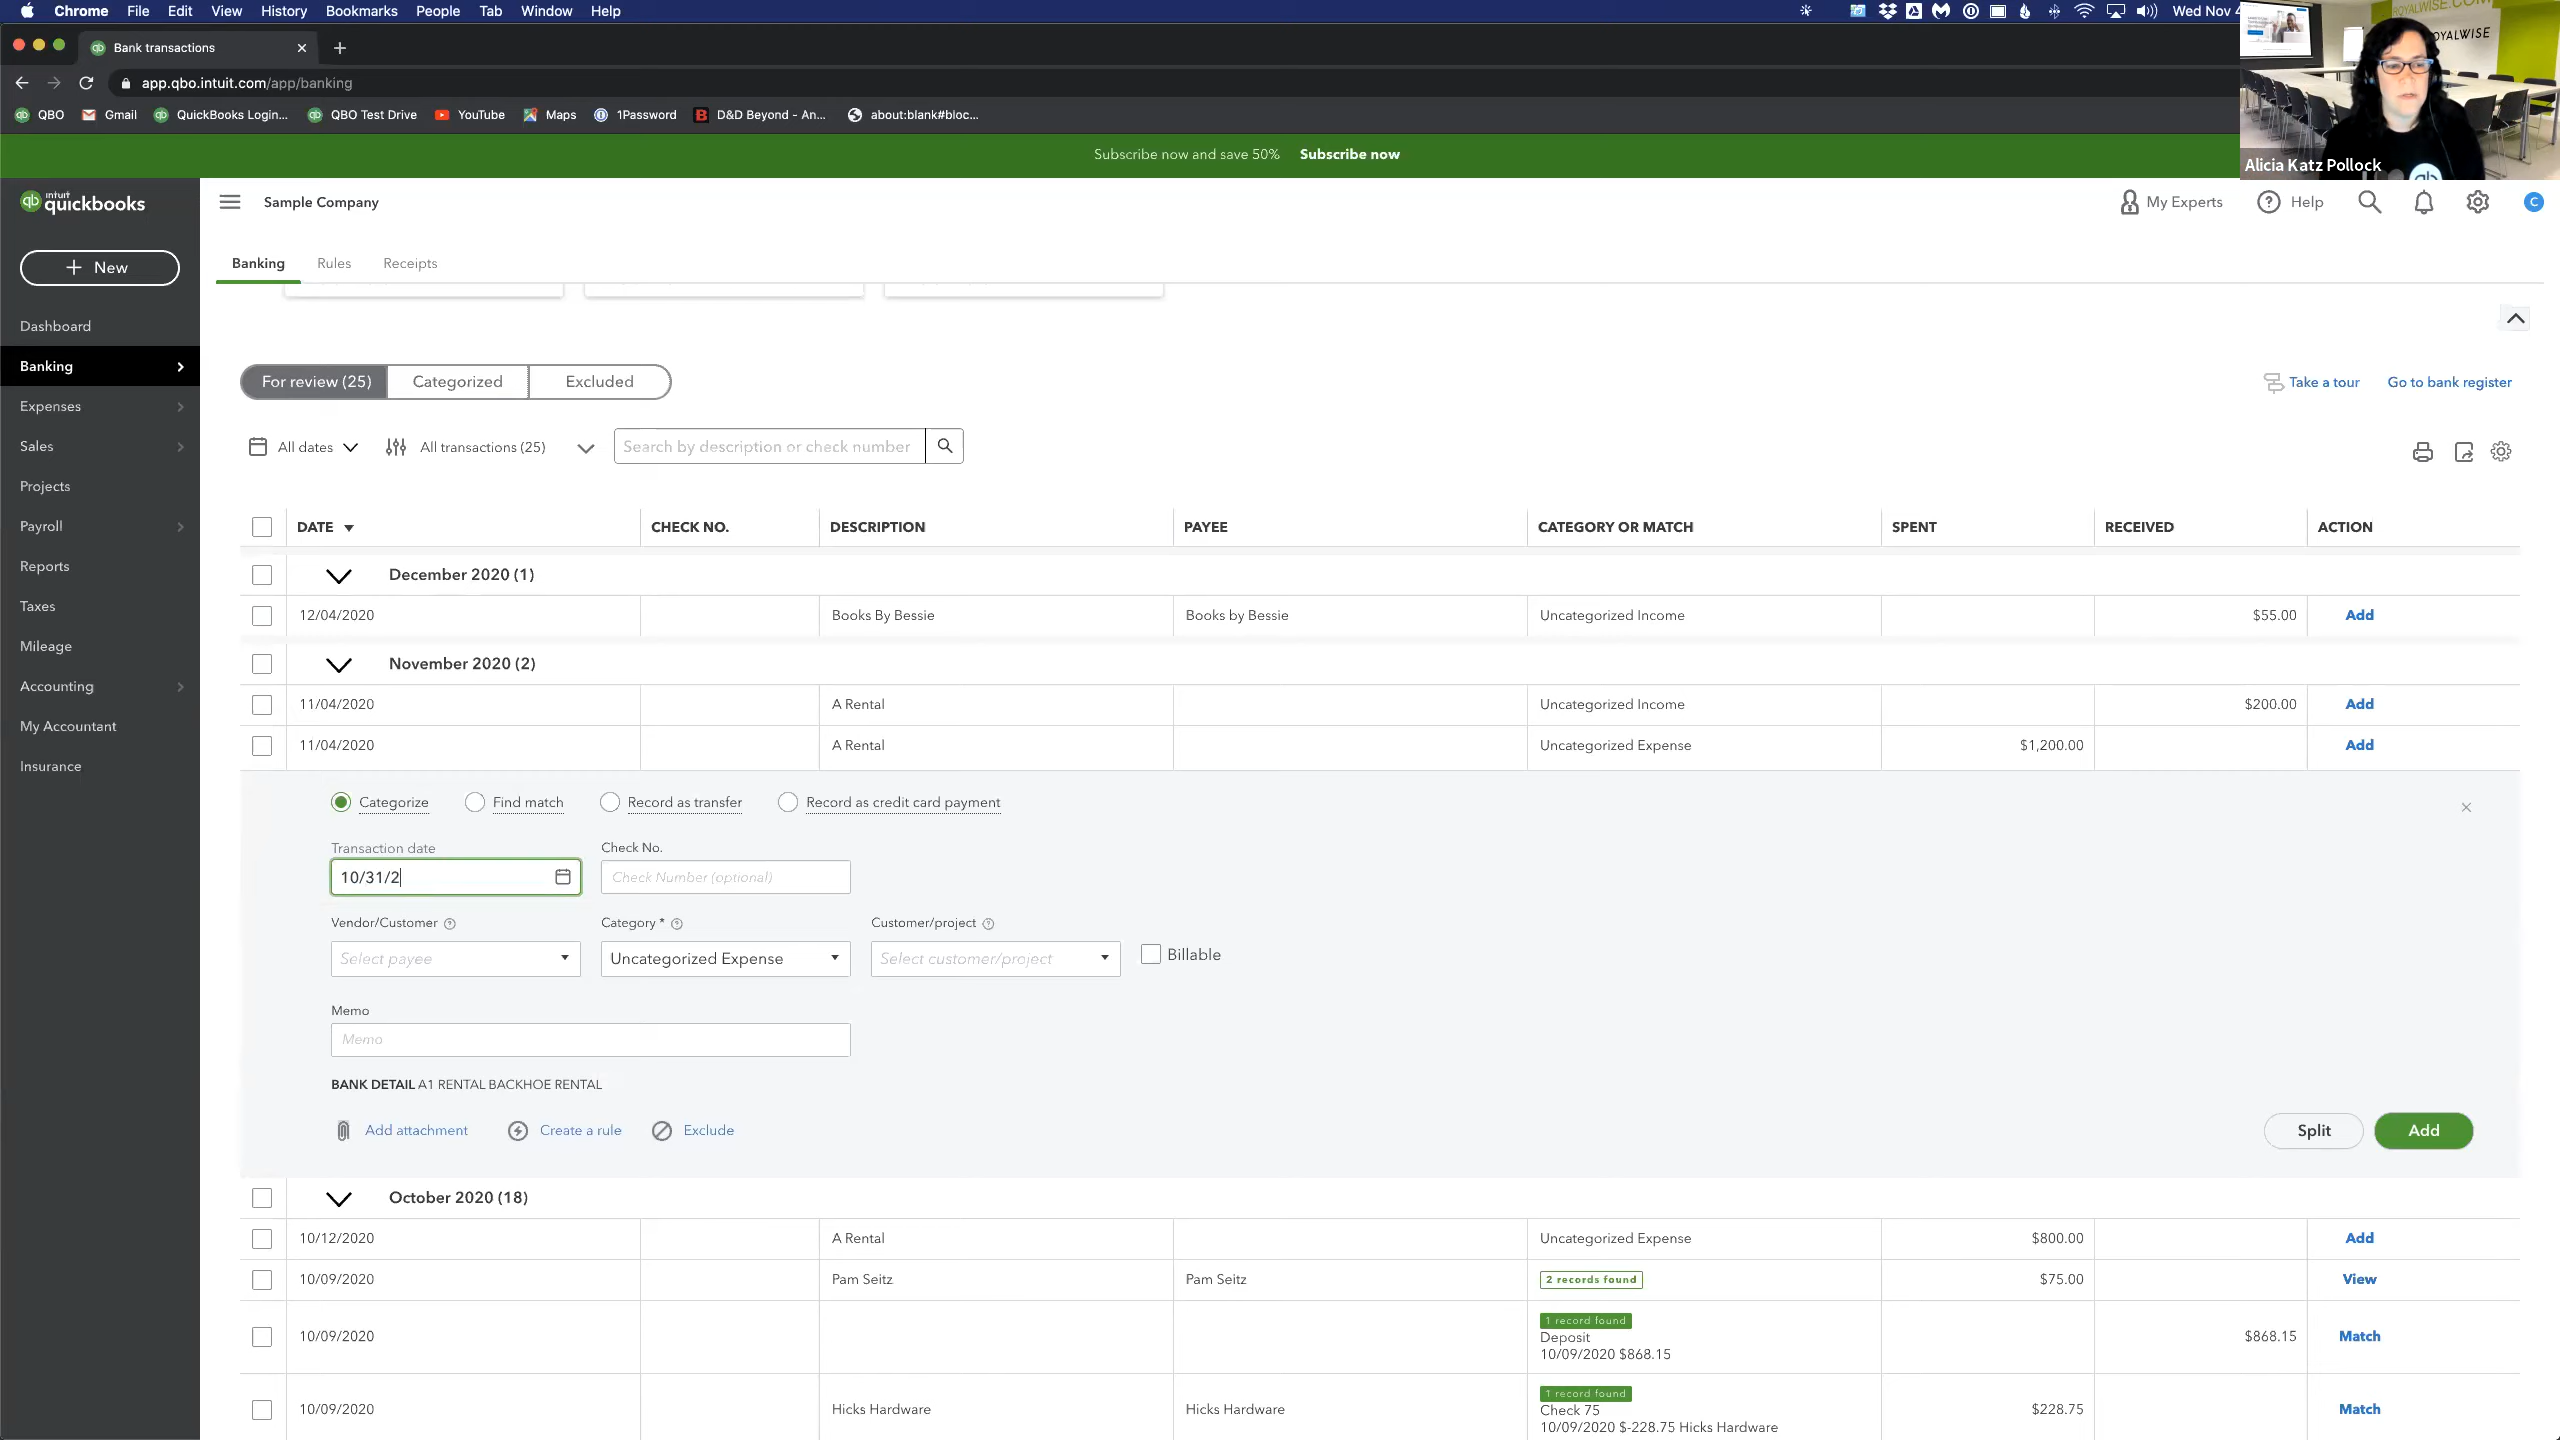 Chrome File Edit View History Bookmarks People Tab Window Help
Wed Nov 4
Bank transactions
app.qbo.intuit.com/app/banking
QBO Gmail QuickBooks Login... QBO Test Drive YouTube Maps 1Password D&D Beyond - An... about:blank#bloc...
ROYALWISE.COM
ROYALWISE
Alicia Katz Pollock
Subscribe now and save 50% Subscribe now
intuit
quickbooks
Sample Company
My Experts Help C
+ New
Banking Rules Receipts
Dashboard
Banking
Expenses
Sales
Projects
Payroll
Reports
Taxes
Mileage
Accounting
My Accountant
Insurance
For review (25) Categorized Excluded
Take a tour Go to bank register
All dates All transactions (25) Search by description or check number
DATE CHECK NO. DESCRIPTION PAYEE CATEGORY OR MATCH SPENT RECEIVED ACTION
December 2020 (1)
12/04/2020 Books By Bessie Books by Bessie Uncategorized Income $55.00 Add
November 2020 (2)
11/04/2020 A Rental Uncategorized Income $200.00 Add
11/04/2020 A Rental Uncategorized Expense $1,200.00 Add
Categorize Find match Record as transfer Record as credit card payment
Transaction date Check No.
10/31/2 Check Number (optional)
Vendor/Customer Category * Customer/project
Select payee Uncategorized Expense Select customer/project Billable
Memo
Memo
BANK DETAIL A1 RENTAL BACKHOE RENTAL
Add attachment Create a rule Exclude Split Add
October 2020 (18)
10/12/2020 A Rental Uncategorized Expense $800.00 Add
10/09/2020 Pam Seitz Pam Seitz 2 records found $75.00 View
1 record found
10/09/2020 Deposit $868.15 Match
10/09/2020 $868.15
1 record found
10/09/2020 Hicks Hardware Hicks Hardware Check 75 $228.75 Match
10/09/2020 $-228.75 Hicks Hardware